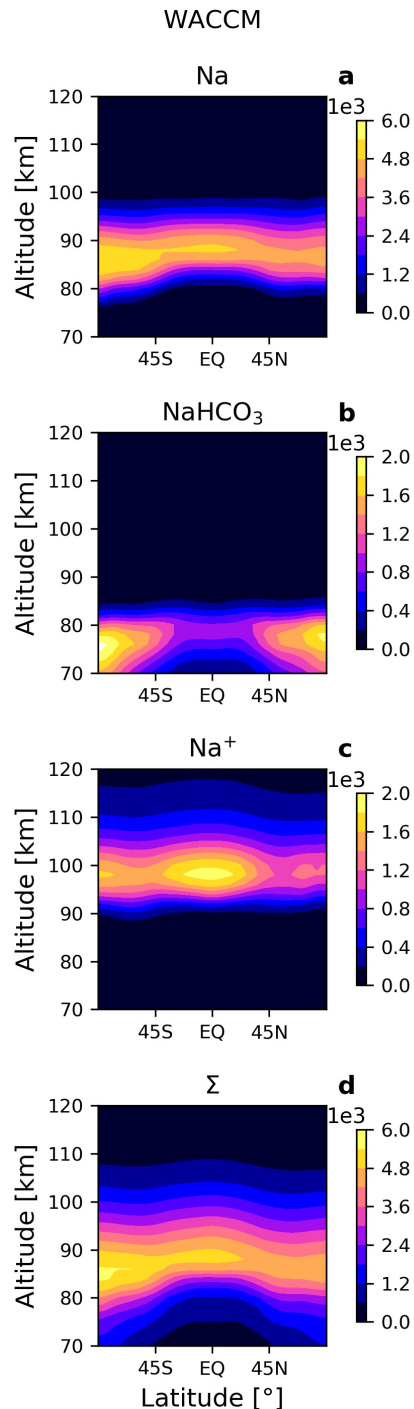 WACCM
Na
a
1e3
Altitude [km]
120
110
100
90
80
70
45S
EQ
45N
6.0
4.8
3.6
2.4
1.2
0.0
NaHCO₃
b
1e3
Altitude [km]
120
110
100
90
80
70
45S
EQ
45N
2.0
1.6
1.2
0.8
0.4
0.0
Na⁺
c
1e3
Altitude [km]
120
110
100
90
80
70
45S
EQ
45N
2.0
1.6
1.2
0.8
0.4
0.0
Σ
d
1e3
Altitude [km]
120
110
100
90
80
70
45S
EQ
45N
6.0
4.8
3.6
2.4
1.2
0.0
Latitude [°]